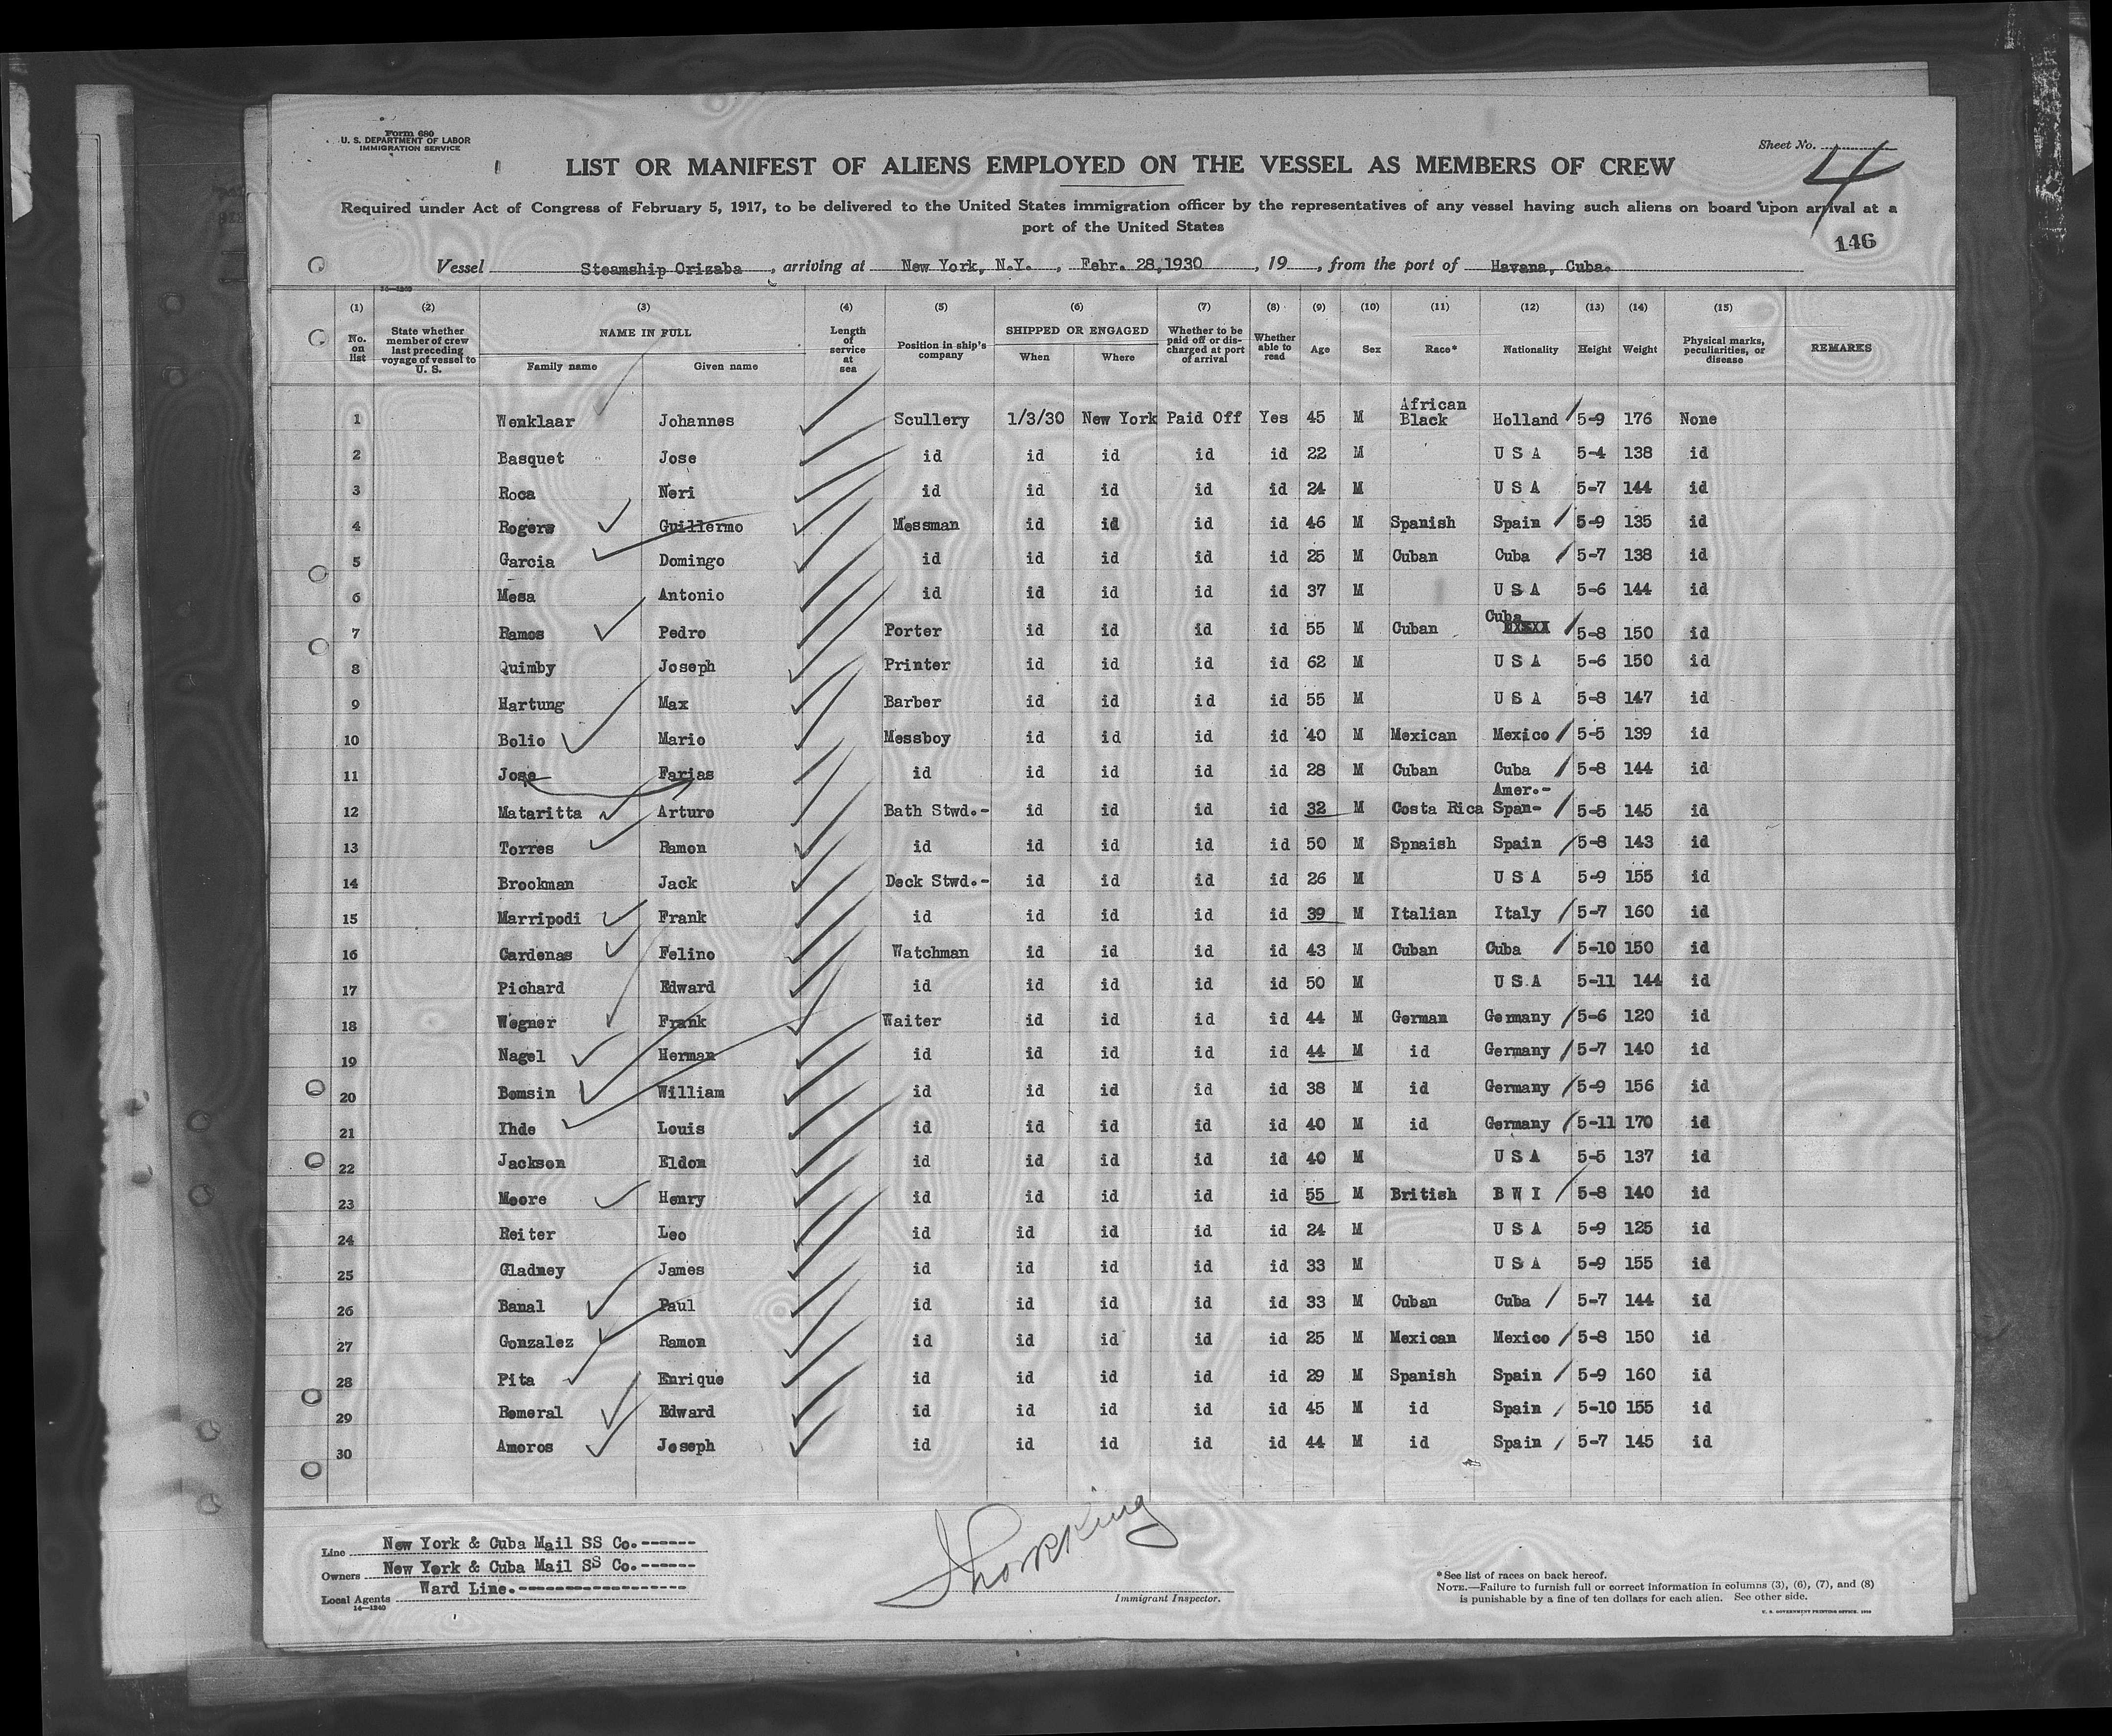 Form 680
U. S. DEPARTMENT OF LABOR
IMMIGRATION SERVICE
Sheet No. 4
LIST OR MANIFEST OF ALIENS EMPLOYED ON THE VESSEL AS MEMBERS OF CREW
Required under Act of Congress of February 5, 1917, to be delivered to the United States immigration officer by the representatives of any vessel having such aliens on board upon arrival at a
port of the United States
146
Vessel Steamship Orizaba, arriving at New York, N.Y., Febr. 28,1930, 19, from the port of Havana, Cuba.
14—1240
(1) (2) (3) (4) (5) (6) (7) (8) (9) (10) (11) (12) (13) (14) (15)
No. on list State whether member of crew last preceding voyage of vessel to U. S. NAME IN FULL Family name Given name Length of service at sea Position in ship's company SHIPPED OR ENGAGED When Where Whether to be paid off or discharged at port of arrival Whether able to read Age Sex Race* Nationality Height Weight Physical marks, peculiarities, or disease REMARKS
1 Wenklaar Johannes Scullery 1/3/30 New York Paid Off Yes 45 M African Black Holland 5-9 176 None
2 Basquet Jose id id id id id 22 M U S A 5-4 138 id
3 Roca Neri id id id id id 24 M U S A 5-7 144 id
4 Rogers Guillermo Messman id id id id 46 M Spanish Spain 5-9 135 id
5 Garcia Domingo id id id id id 25 M Cuban Cuba 5-7 138 id
6 Mesa Antonio id id id id id 37 M U S A 5-6 144 id
7 Ramos Pedro Porter id id id id 55 M Cuban Cuba 5-8 150 id
8 Quimby Joseph Printer id id id id 62 M U S A 5-6 150 id
9 Hartung Max Barber id id id id 55 M U S A 5-8 147 id
10 Bolio Mario Messboy id id id id 40 M Mexican Mexico 5-5 139 id
11 Jose Farias id id id id id 28 M Cuban Cuba 5-8 144 id
12 Mataritta Arturo Bath Stwd.- id id id id 32 M Costa Rica Amer.- Span- 5-5 145 id
13 Torres Ramon id id id id id 50 M Spnaish Spain 5-8 143 id
14 Brookman Jack Deck Stwd.- id id id id 26 M U S A 5-9 155 id
15 Marripodi Frank id id id id id 39 M Italian Italy 5-7 160 id
16 Cardenas Felino Watchman id id id id 43 M Cuban Cuba 5-10 150 id
17 Pichard Edward id id id id id 50 M U S A 5-11 144 id
18 Wegner Frank Waiter id id id id 44 M German Germany 5-6 120 id
19 Nagel Herman id id id id id 44 M id Germany 5-7 140 id
20 Bomsin William id id id id id 38 M id Germany 5-9 156 id
21 Ihde Louis id id id id id 40 M id Germany 5-11 170 id
22 Jackson Eldon id id id id id 40 M U S A 5-5 137 id
23 Moore Henry id id id id id 55 M British B W I 5-8 140 id
24 Reiter Leo id id id id id 24 M U S A 5-9 125 id
25 Gladney James id id id id id 33 M U S A 5-9 155 id
26 Banal Paul id id id id id 33 M Cuban Cuba 5-7 144 id
27 Gonzalez Ramon id id id id id 25 M Mexican Mexico 5-8 150 id
28 Pita Enrique id id id id id 29 M Spanish Spain 5-9 160 id
29 Romeral Edward id id id id id 45 M id Spain 5-10 155 id
30 Amoros Joseph id id id id id 44 M id Spain 5-7 145 id
Line New York & Cuba Mail SS Co.------
Owners New York & Cuba Mail SS Co.------
Local Agents Ward Line.-------------------
14—1240
Immigrant Inspector.
*See list of races on back hereof.
NOTE.—Failure to furnish full or correct information in columns (3), (6), (7), and (8)
is punishable by a fine of ten dollars for each alien. See other side.